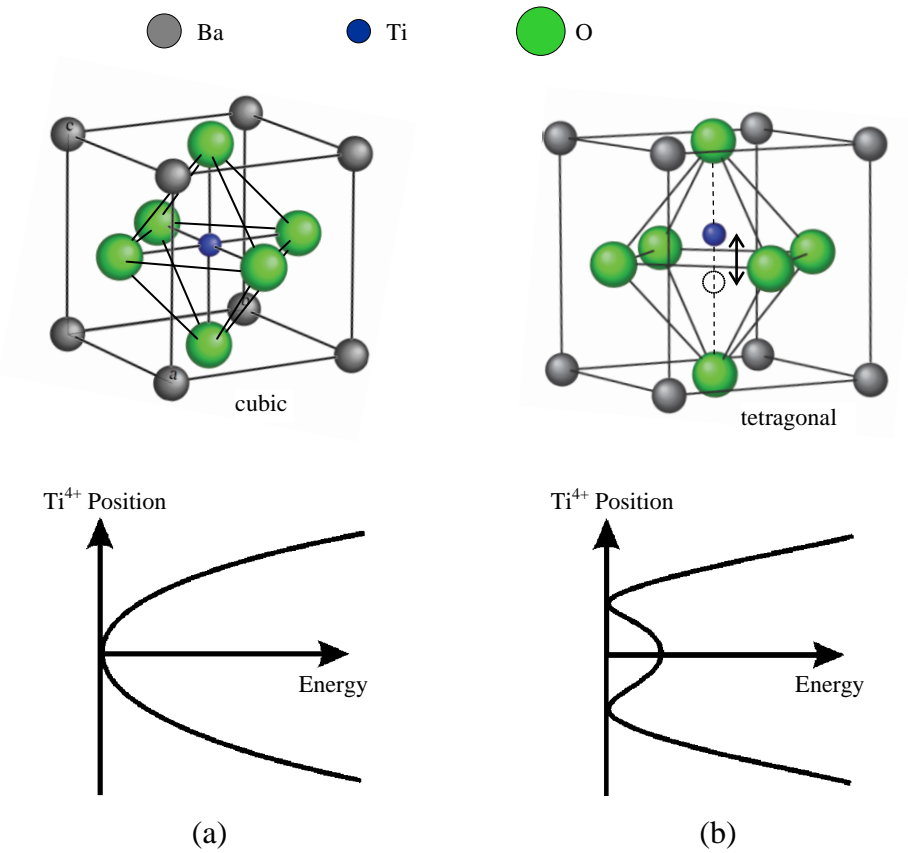 Ba Ti O
c
b
a
cubic
tetragonal
Ti⁴⁺ Position
Energy
(a)
Ti⁴⁺ Position
Energy
(b)